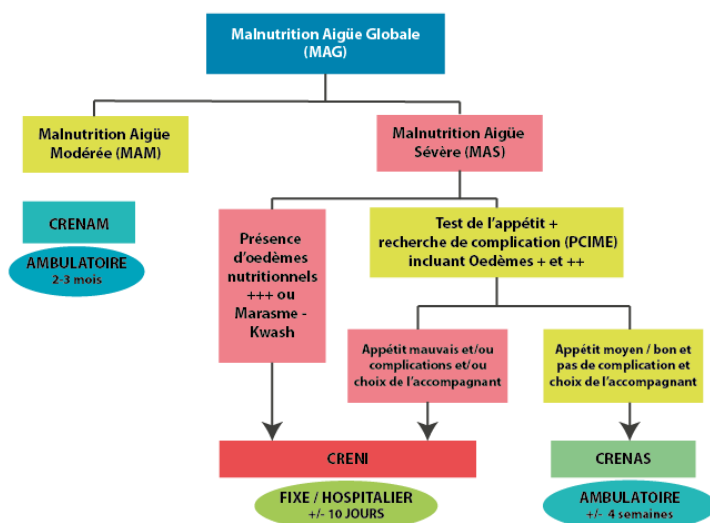 Malnutrition Aigüe Globale
(MAG)
Malnutrition Aigüe
Modérée (MAM)
Malnutrition Aigüe
Sévère (MAS)
CRENAM
AMBULATOIRE
2-3 mois
Présence
d'oedèmes
nutritionnels
+++ ou
Marasme -
Kwash
Test de l'appétit +
recherche de complication (PCIME)
incluant Oedèmes + et ++
Appétit mauvais et/ou
complications et/ou
choix de l'accompagnant
Appétit moyen / bon et
pas de complication et
choix de l'accompagnant
CRENI
FIXE / HOSPITALIER
+/- 10 JOURS
CRENAS
AMBULATOIRE
+/- 4 semaines